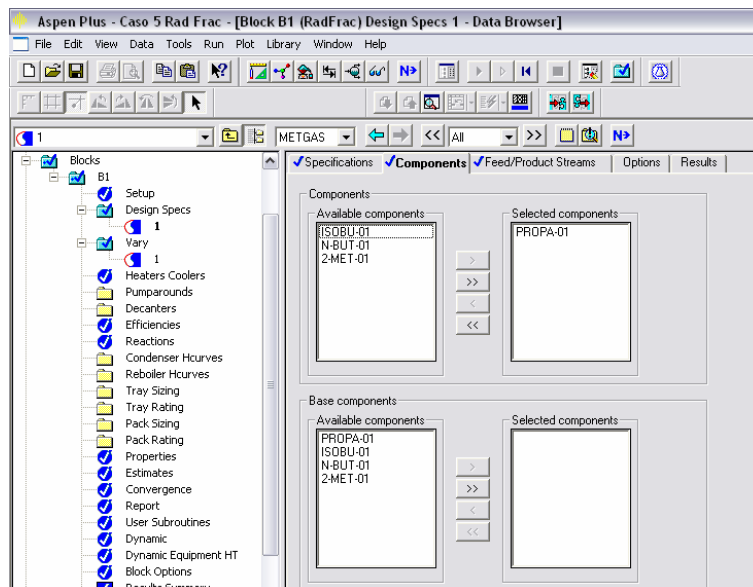 Aspen Plus - Caso 5 Rad Frac - [Block B1 (RadFrac) Design Specs 1 - Data Browser]
File Edit View Data Tools Run Plot Library Window Help
N>
1 METGAS << All >> N>
Blocks
B1
Setup
Design Specs
1
Vary
1
Heaters Coolers
Pumparounds
Decanters
Efficiencies
Reactions
Condenser Hcurves
Reboiler Hcurves
Tray Sizing
Tray Rating
Pack Sizing
Pack Rating
Properties
Estimates
Convergence
Report
User Subroutines
Dynamic
Dynamic Equipment HT
Block Options
Results Summary
Specifications Components Feed/Product Streams Options Results
Components
Available components
ISOBU-01
N-BUT-01
2-MET-01
>
>>
<
<<
Selected components
PROPA-01
Base components
Available components
PROPA-01
ISOBU-01
N-BUT-01
2-MET-01
>
>>
<
<<
Selected components